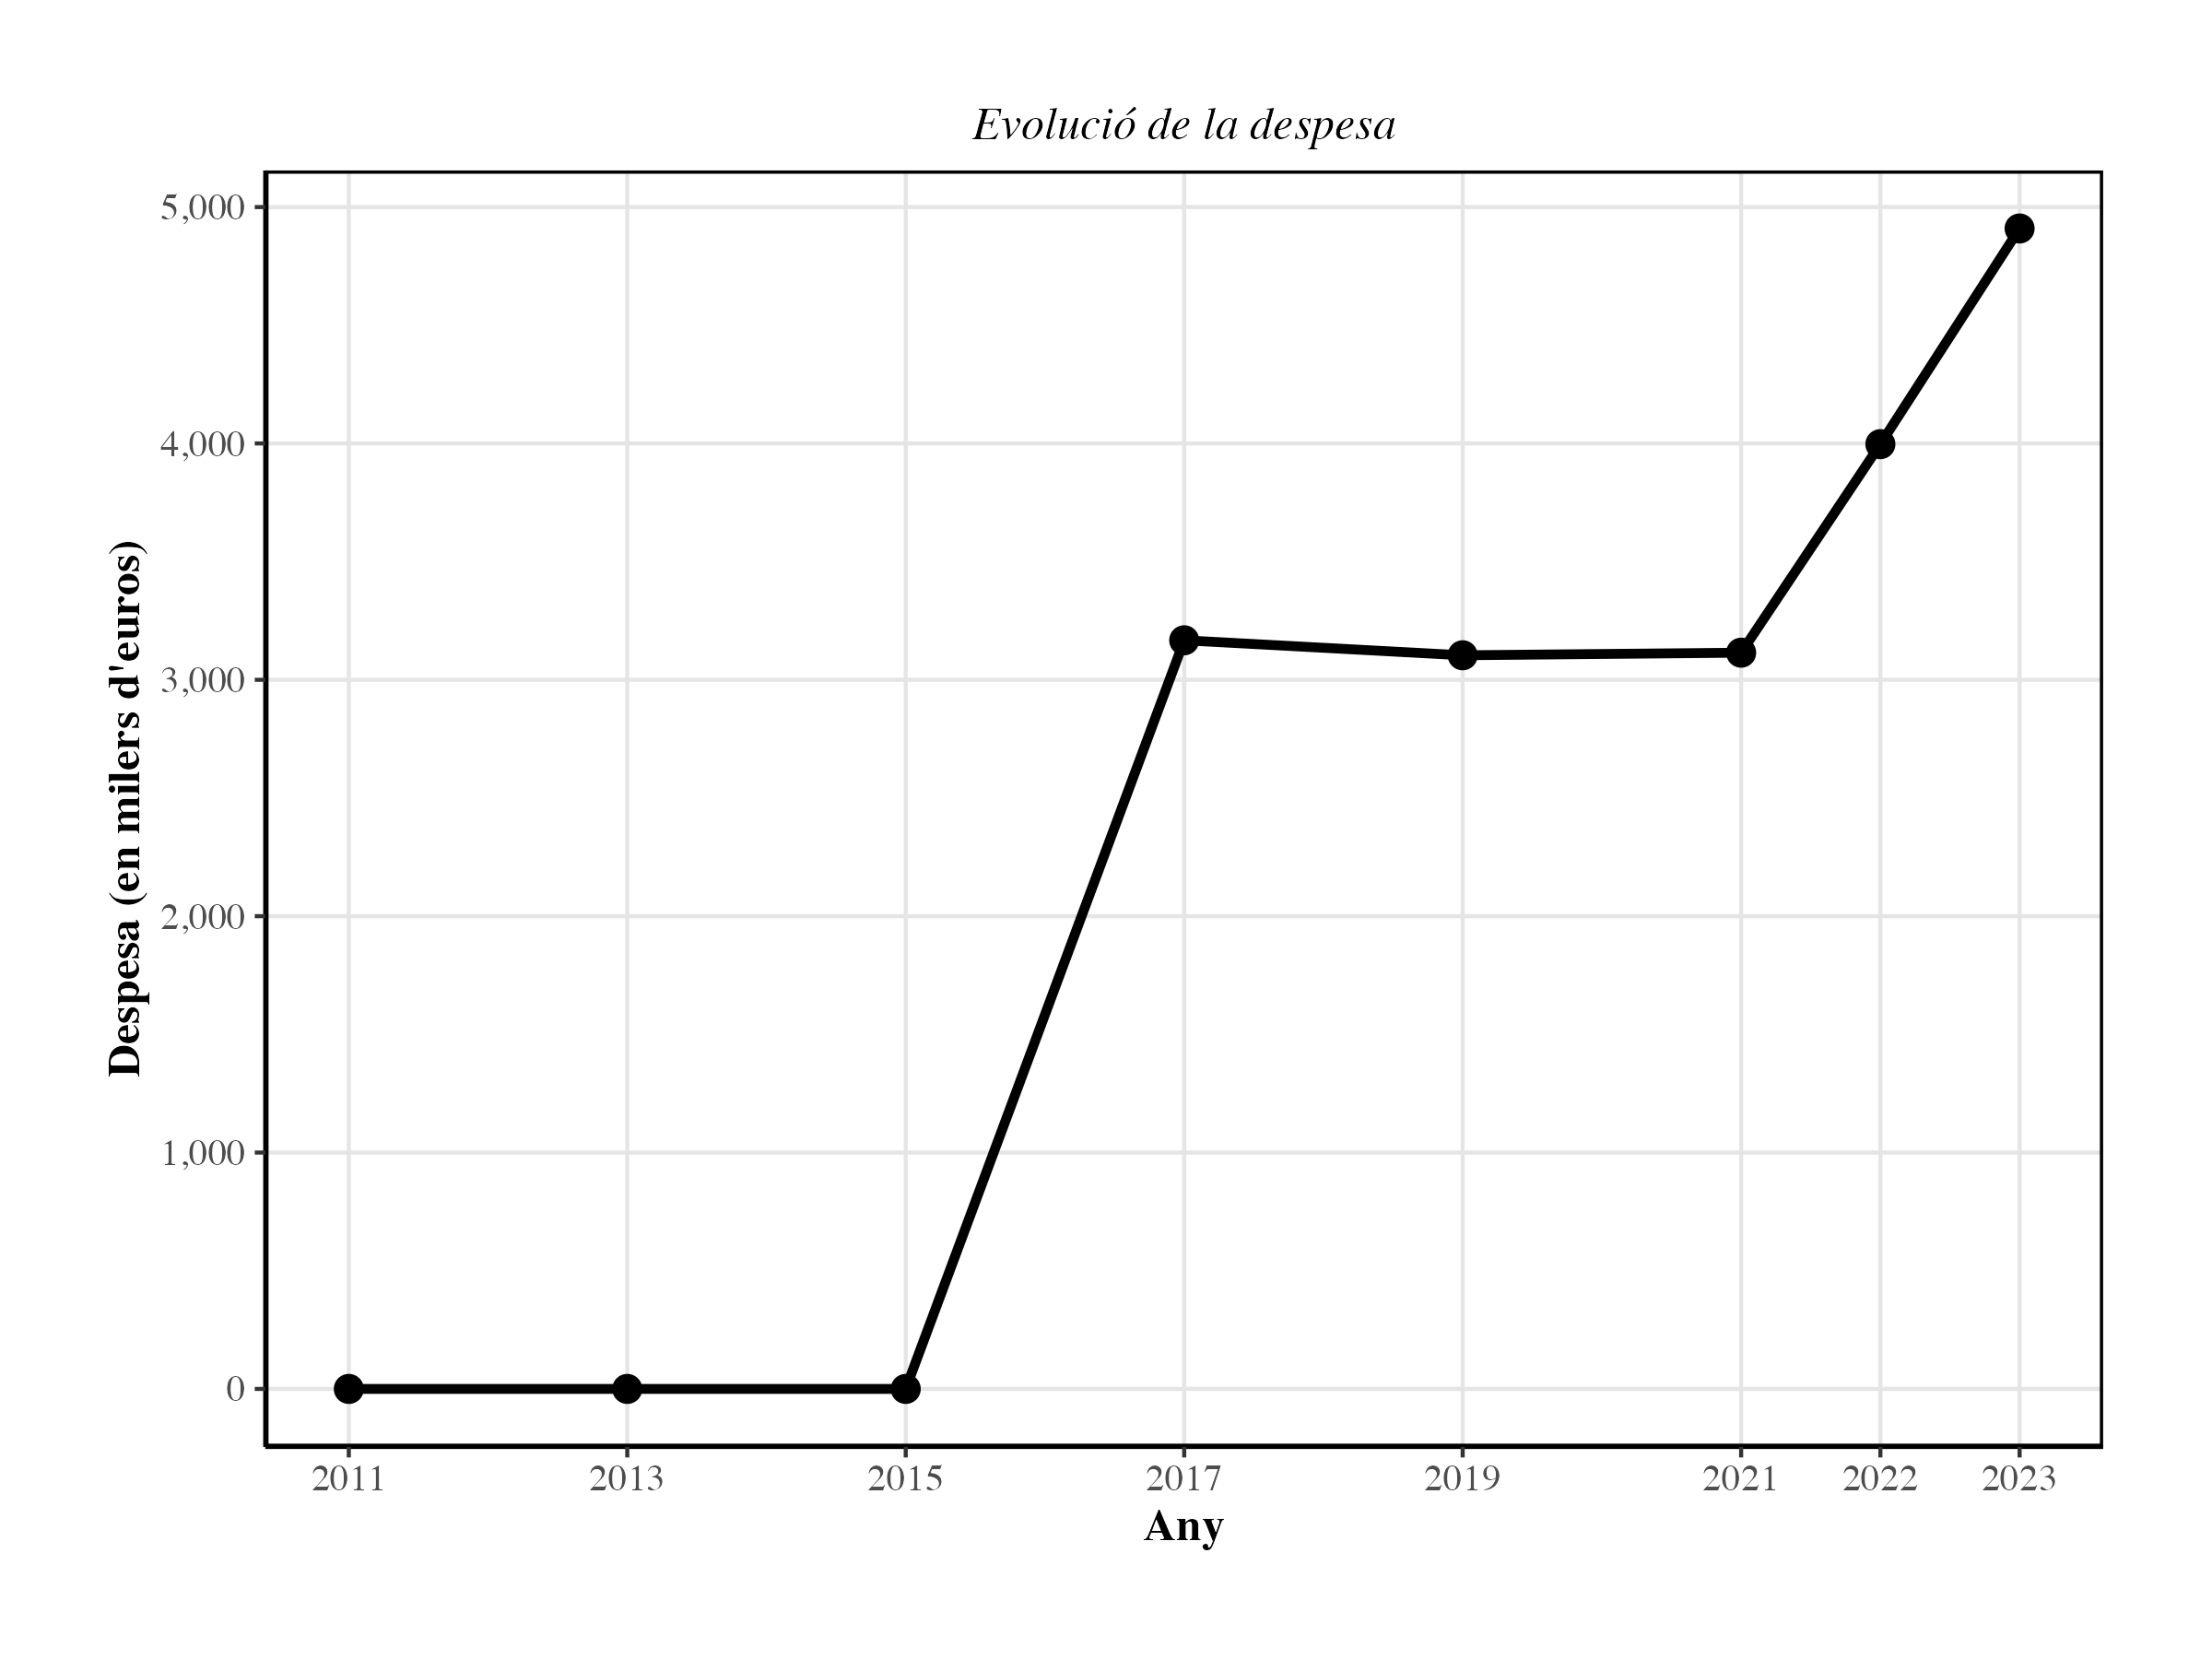 Evolució de la despesa
Despesa (en milers d'euros)
5,000
4,000
3,000
2,000
1,000
0
2011 2013 2015 2017 2019 2021 2022 2023
Any